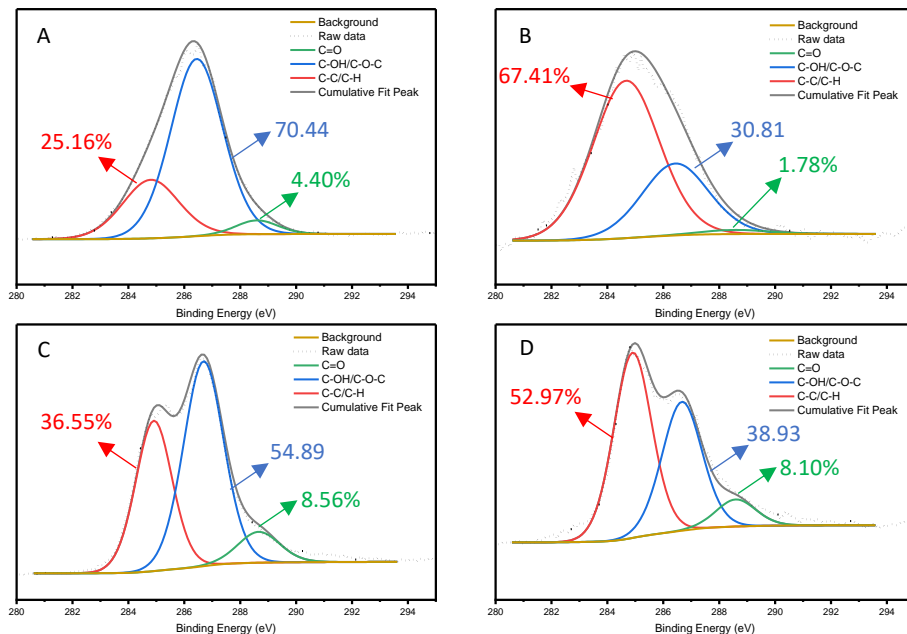 A
Background
Raw data
C=O
C-OH/C-O-C
C-C/C-H
Cumulative Fit Peak
25.16%
70.44
4.40%
280 282 284 286 288 290 292 294
Binding Energy (eV)
B
Background
Raw data
C=O
C-OH/C-O-C
C-C/C-H
Cumulative Fit Peak
67.41%
30.81
1.78%
280 282 284 286 288 290 292 294
Binding Energy (eV)
C
Background
Raw data
C=O
C-OH/C-O-C
C-C/C-H
Cumulative Fit Peak
36.55%
54.89
8.56%
280 282 284 286 288 290 292 294
Binding Energy (eV)
D
Background
Raw data
C=O
C-OH/C-O-C
C-C/C-H
Cumulative Fit Peak
52.97%
38.93
8.10%
280 282 284 286 288 290 292 294
Binding Energy (eV)